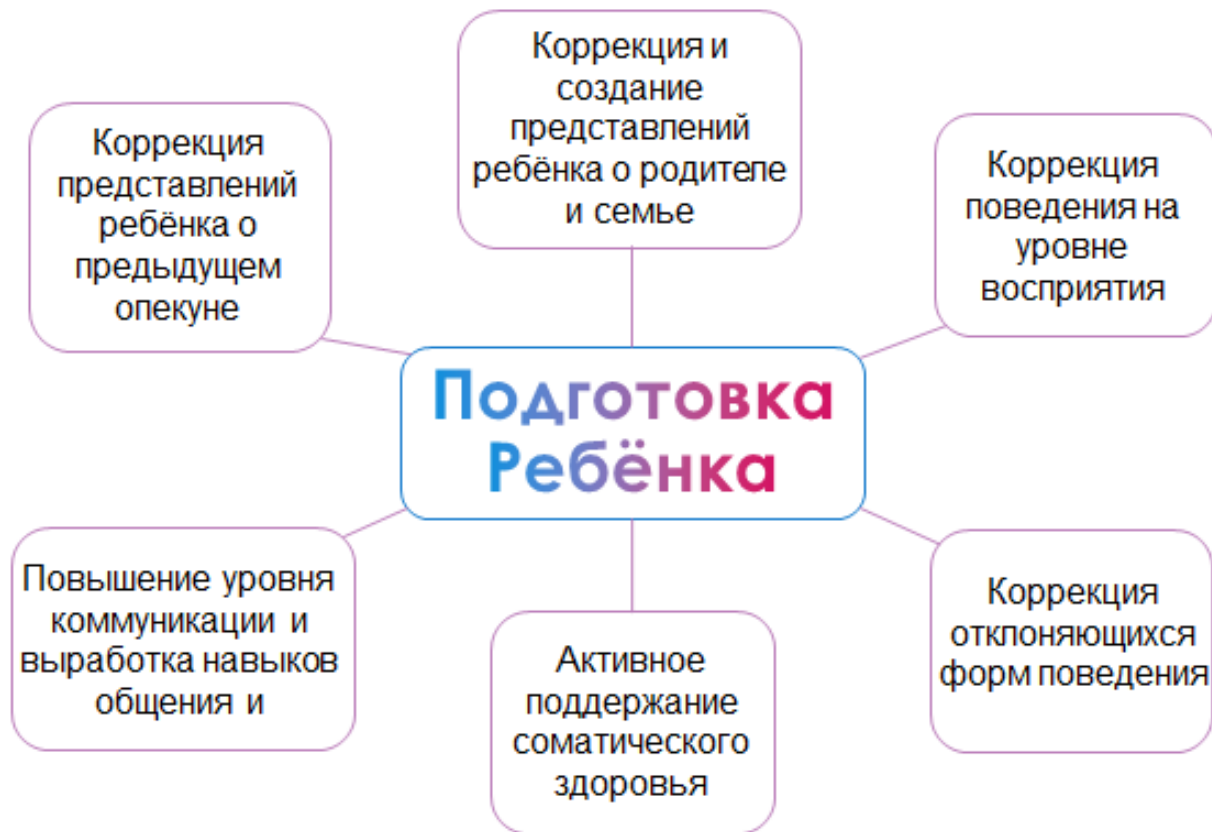 Коррекция и
создание
представлений
ребёнка о родителе
и семье
Коррекция
представлений
ребёнка о
предыдущем
опекуне
Коррекция
поведения на
уровне
восприятия
Подготовка
Ребёнка
Повышение уровня
коммуникации и
выработка навыков
общения и
Активное
поддержание
соматического
здоровья
Коррекция
отклоняющихся
форм поведения